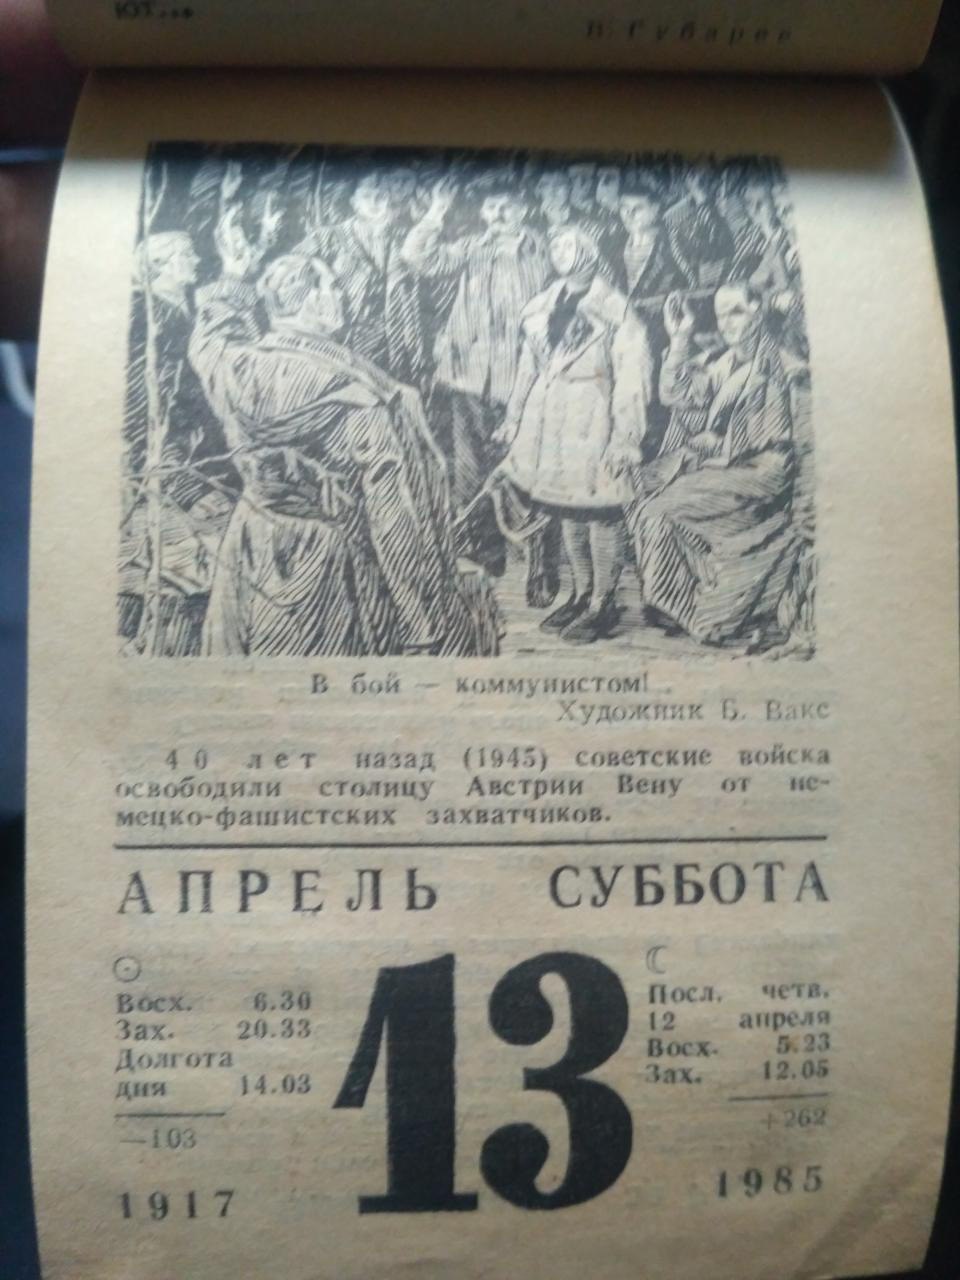 ют...
В. Губарев
В бой — коммунистом!
Художник Б. Вакс
40 лет назад (1945) советские войска
освободили столицу Австрии Вену от не-
мецко-фашистских захватчиков.
АПРЕЛЬ СУББОТА
13
☉
Восх. 6.30
Зах. 20.33
Долгота
дня 14.03
—103
1917
☾
Посл. четв.
12 апреля
Восх. 5.23
Зах. 12.05
+262
1985